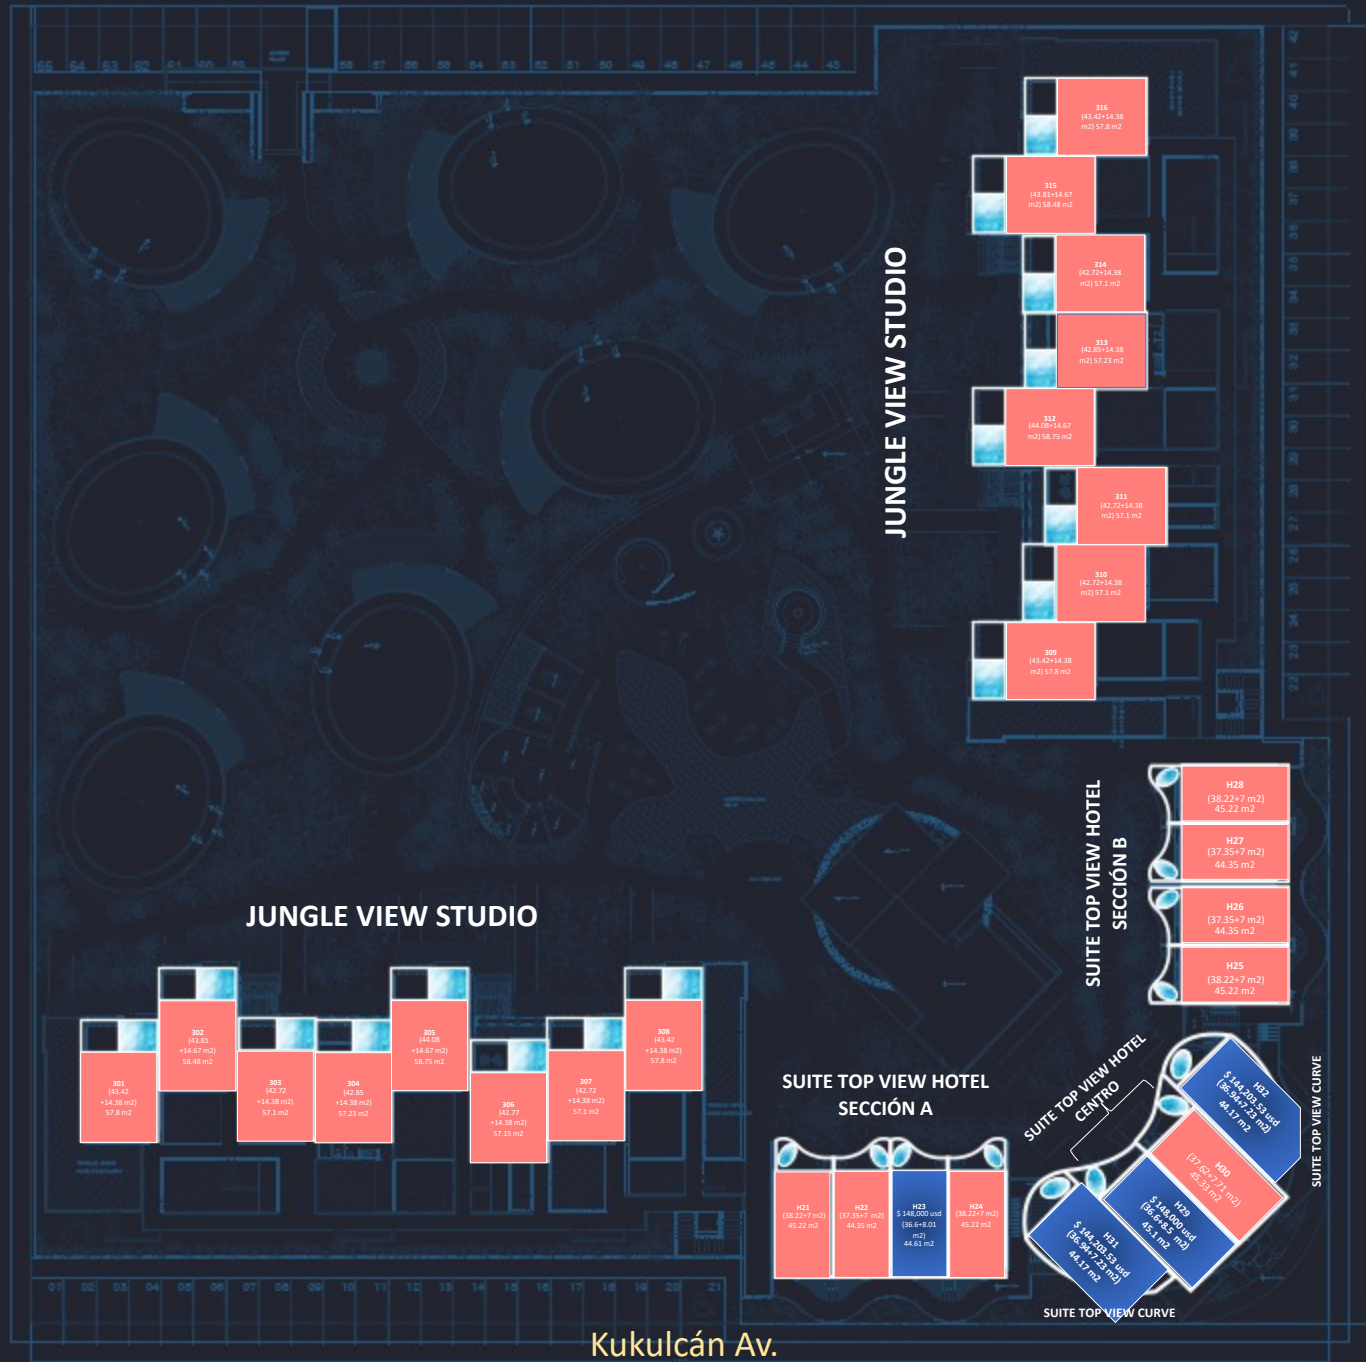 316
(43.42+14.38
m2) 57.8 m2
315
(43.81+14.67
m2) 58.48 m2
314
(42.72+14.38
m2) 57.1 m2
313
(42.85+14.38
m2) 57.23 m2
312
(44.08+14.67
m2) 58.75 m2
311
(42.72+14.38
m2) 57.1 m2
310
(42.72+14.38
m2) 57.1 m2
309
(43.42+14.38
m2) 57.8 m2
JUNGLE VIEW STUDIO
H28
(38.22+7 m2)
45.22 m2
H27
(37.35+7 m2)
44.35 m2
H26
(37.35+7 m2)
44.35 m2
H25
(38.22+7 m2)
45.22 m2
SUITE TOP VIEW HOTEL
SECCIÓN B
JUNGLE VIEW STUDIO
301
(43.42
+14.38 m2)
57.8 m2
302
(43.81
+14.67 m2)
58.48 m2
303
(42.72
+14.38 m2)
57.1 m2
304
(42.85
+14.38 m2)
57.23 m2
305
(44.08
+14.67 m2)
58.75 m2
306
(42.77
+14.38 m2)
57.15 m2
307
(42.72
+14.38 m2)
57.1 m2
308
(43.42
+14.38 m2)
57.8 m2
SUITE TOP VIEW HOTEL
SECCIÓN A
H21
(38.22+7 m2)
45.22 m2
H22
(37.35+7 m2)
44.35 m2
H23
$ 148,000 usd
(36.6+8.01
m2)
44.61 m2
H24
(38.22+7 m2)
45.22 m2
SUITE TOP VIEW HOTEL
CENTRO
H32
$ 144,203.53 usd
(36.94+7.23 m2)
44.17 m2
H30
(37.62+7.71 m2)
45.33 m2
H29
$ 148,000 usd
(36.6+8.5 m2)
45.1 m2
H31
$ 144,203.53 usd
(36.94+7.23 m2)
44.17 m2
SUITE TOP VIEW CURVE
SUITE TOP VIEW CURVE
Kukulcán Av.